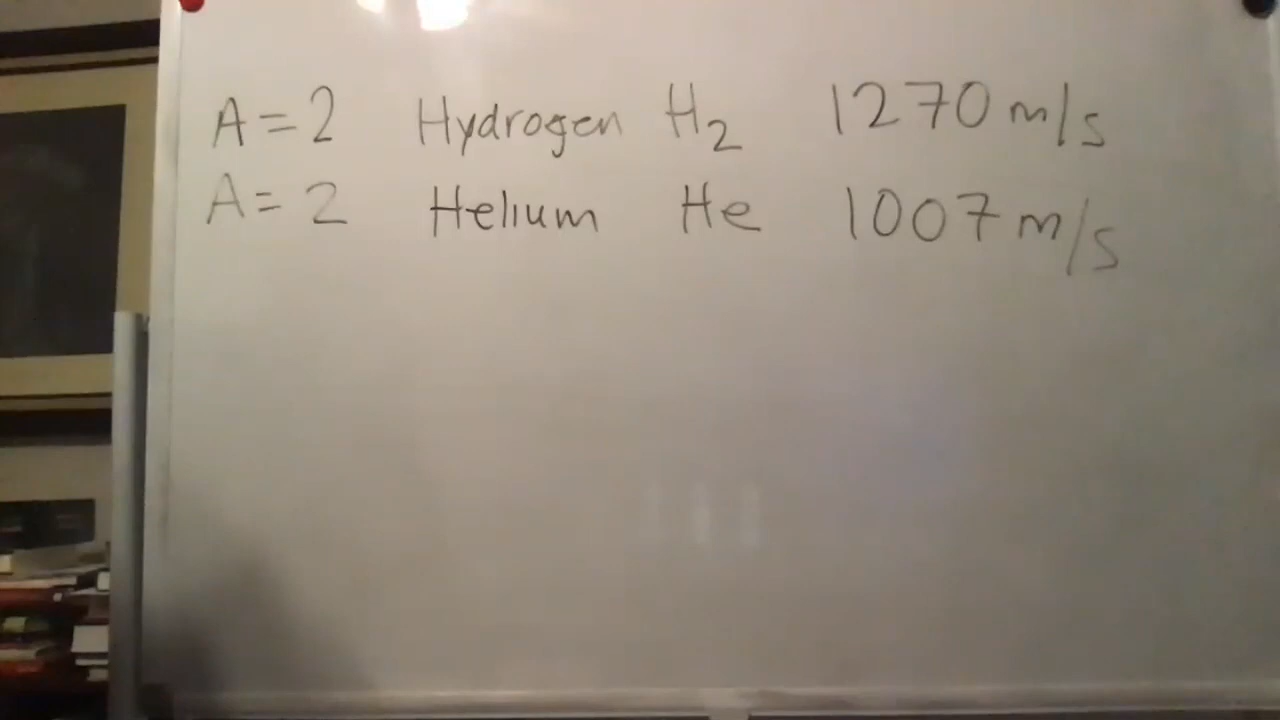 A=2 Hydrogen H₂ 1270 m/s
A=2 Helium He 1007 m/s